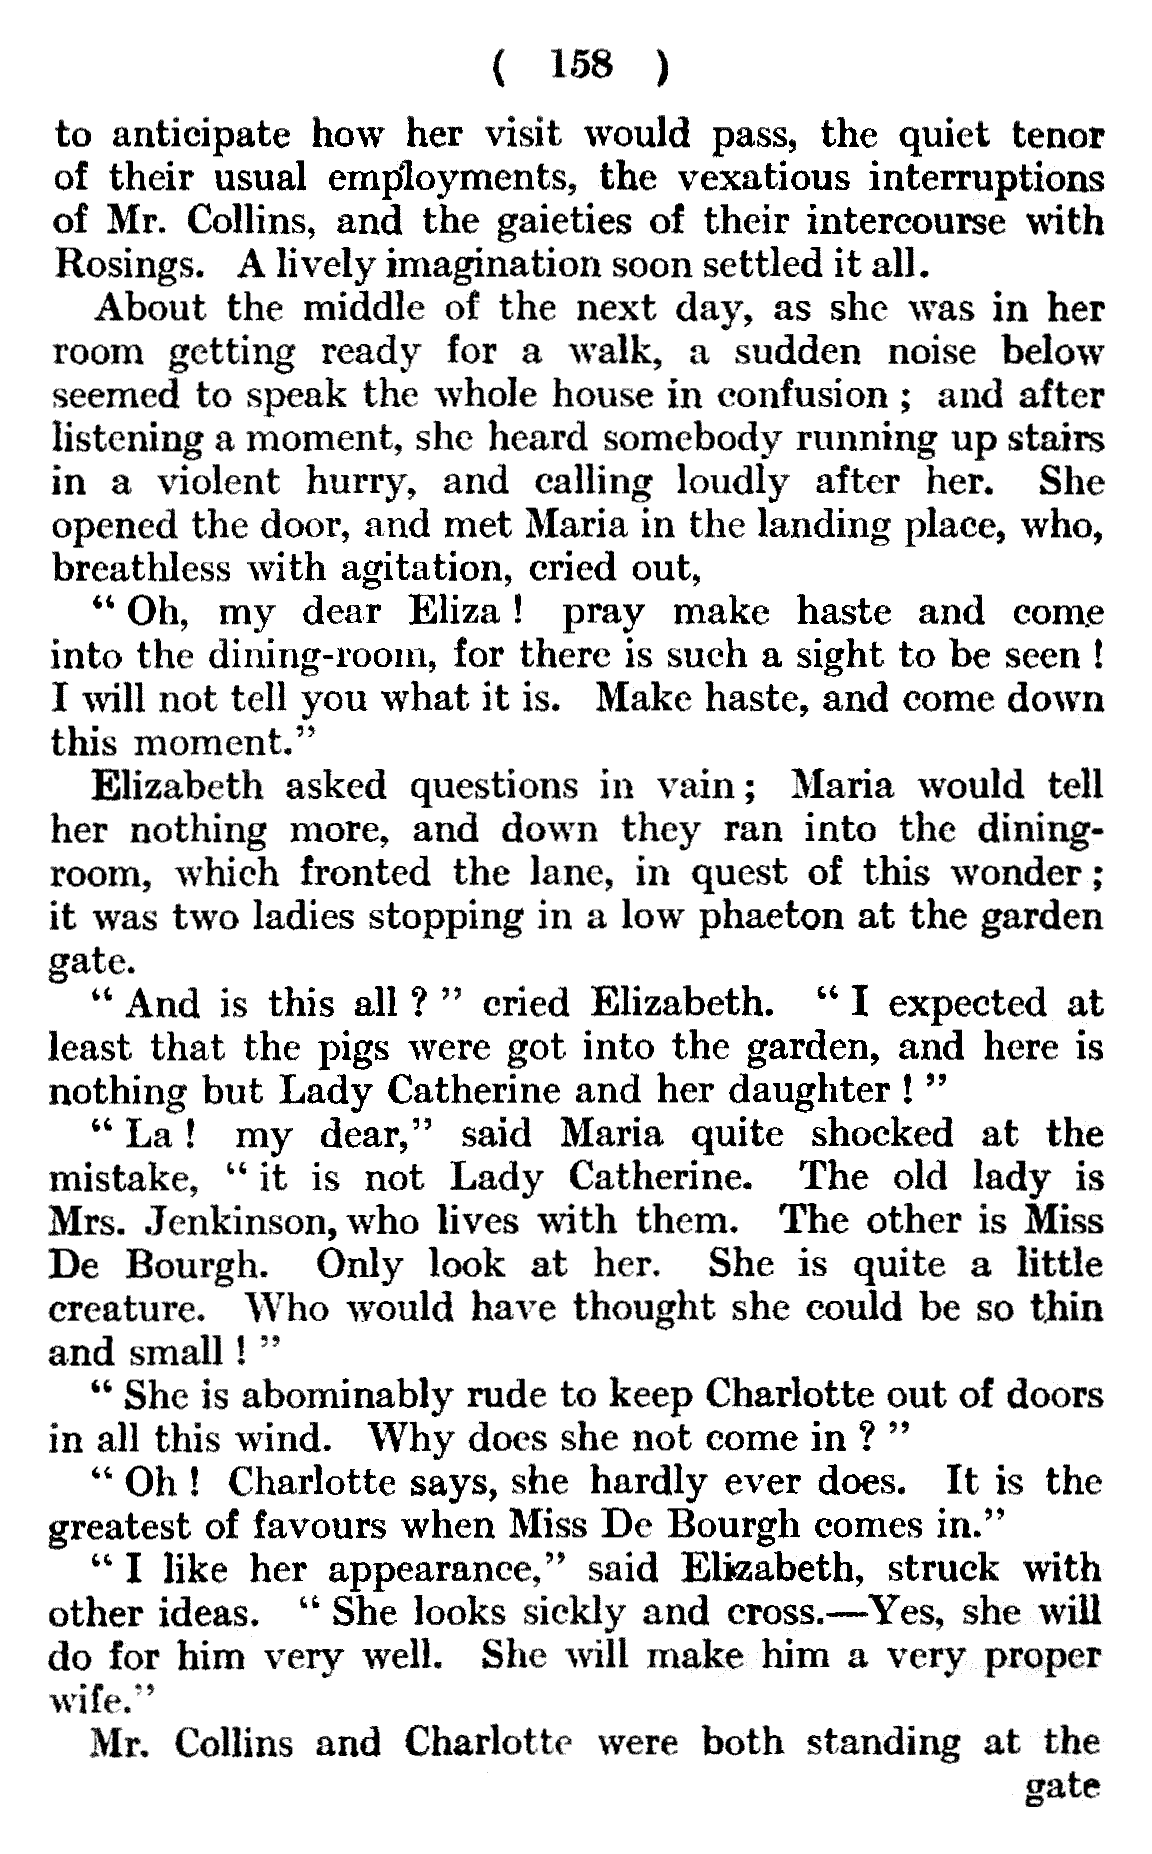 ( 158 )
to anticipate how her visit would pass, the quiet tenor
of their usual employments, the vexatious interruptions
of Mr. Collins, and the gaieties of their intercourse with
Rosings. A lively imagination soon settled it all.
About the middle of the next day, as she was in her
room getting ready for a walk, a sudden noise below
seemed to speak the whole house in confusion ; and after
listening a moment, she heard somebody running up stairs
in a violent hurry, and calling loudly after her. She
opened the door, and met Maria in the landing place, who,
breathless with agitation, cried out,
“ Oh, my dear Eliza ! pray make haste and come
into the dining-room, for there is such a sight to be seen !
I will not tell you what it is. Make haste, and come down
this moment.”
Elizabeth asked questions in vain ; Maria would tell
her nothing more, and down they ran into the dining-
room, which fronted the lane, in quest of this wonder ;
it was two ladies stopping in a low phaeton at the garden
gate.
“ And is this all ? ” cried Elizabeth. “ I expected at
least that the pigs were got into the garden, and here is
nothing but Lady Catherine and her daughter ! ”
“ La ! my dear,” said Maria quite shocked at the
mistake, “ it is not Lady Catherine. The old lady is
Mrs. Jenkinson, who lives with them. The other is Miss
De Bourgh. Only look at her. She is quite a little
creature. Who would have thought she could be so thin
and small ! ”
“ She is abominably rude to keep Charlotte out of doors
in all this wind. Why does she not come in ? ”
“ Oh ! Charlotte says, she hardly ever does. It is the
greatest of favours when Miss De Bourgh comes in.”
“ I like her appearance,” said Elizabeth, struck with
other ideas. “ She looks sickly and cross.—Yes, she will
do for him very well. She will make him a very proper
wife.”
Mr. Collins and Charlotte were both standing at the
gate